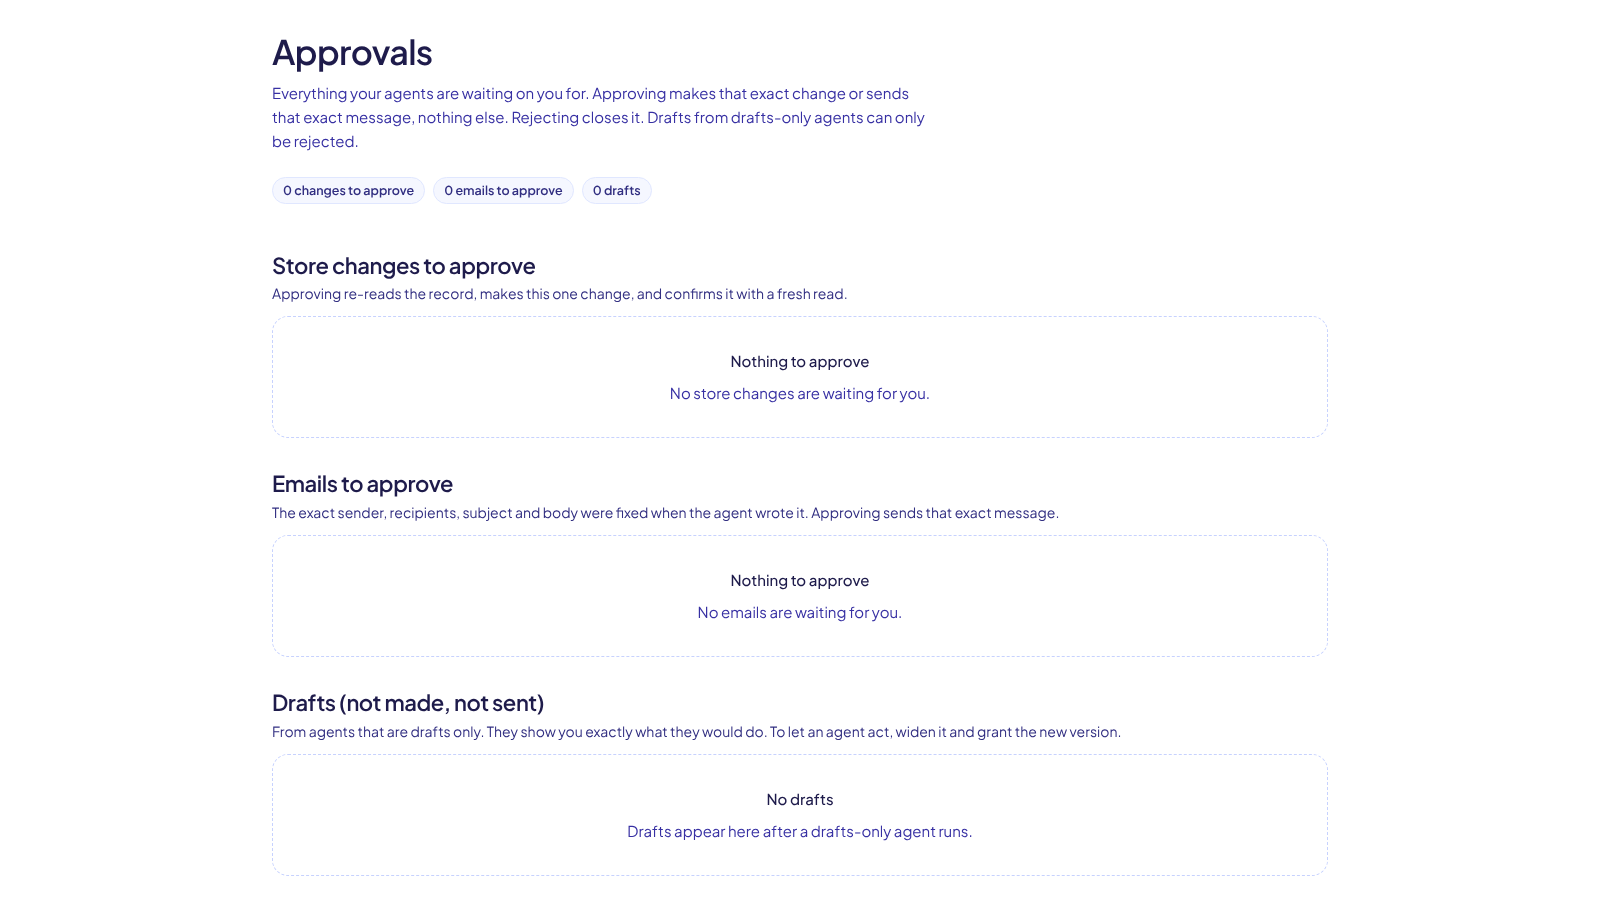 Approvals
Everything your agents are waiting on you for. Approving makes that exact change or sends
that exact message, nothing else. Rejecting closes it. Drafts from drafts-only agents can only
be rejected.
0 changes to approve 0 emails to approve 0 drafts
Store changes to approve
Approving re-reads the record, makes this one change, and confirms it with a fresh read.
Nothing to approve
No store changes are waiting for you.
Emails to approve
The exact sender, recipients, subject and body were fixed when the agent wrote it. Approving sends that exact message.
Nothing to approve
No emails are waiting for you.
Drafts (not made, not sent)
From agents that are drafts only. They show you exactly what they would do. To let an agent act, widen it and grant the new version.
No drafts
Drafts appear here after a drafts-only agent runs.